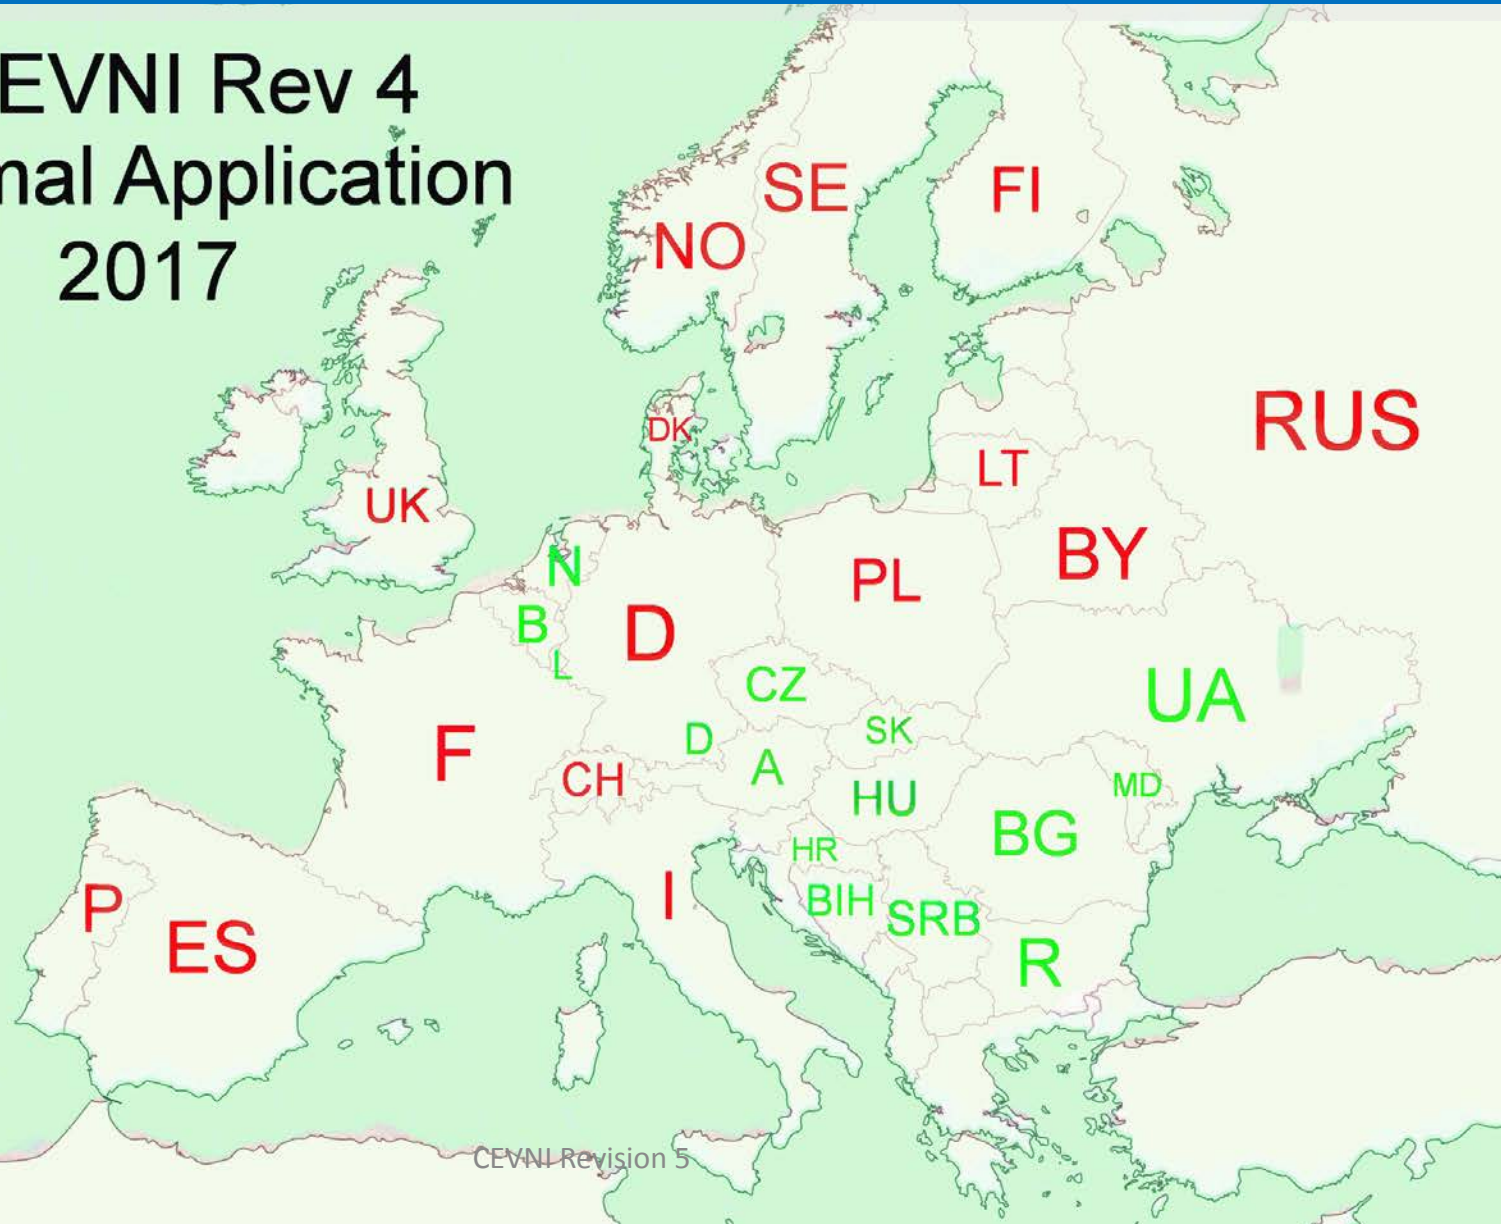 EVNI Rev 4
mal Application
2017
SE
FI
NO
RUS
DK
LT
UK
BY
N
PL
B
D
L
CZ
UA
SK
D
F
A
CH
MD
HU
BG
HR
I
BIH
P
SRB
ES
R
CEVNI Revision 5